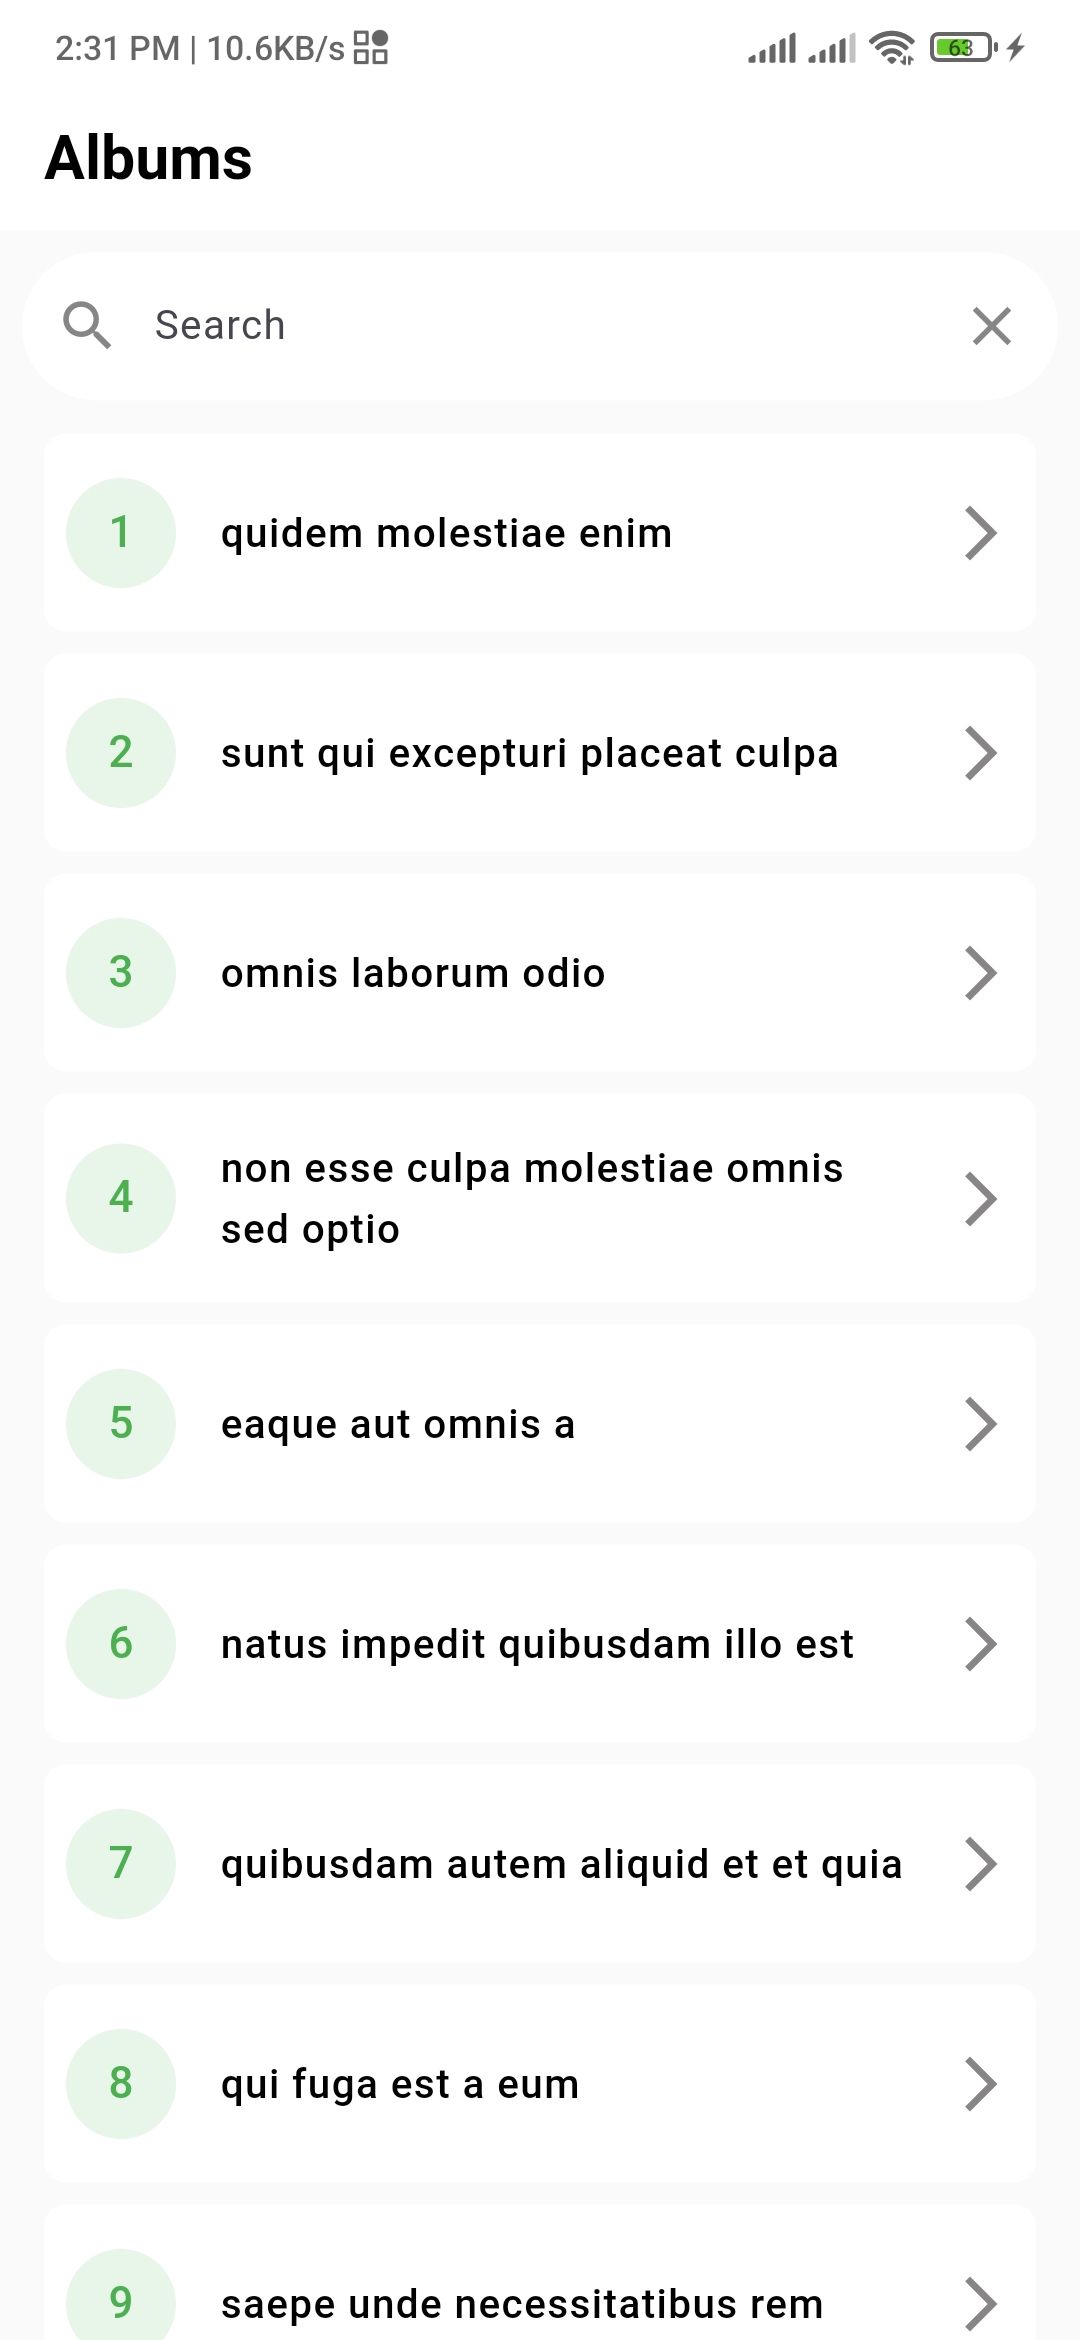 2:31 PM | 10.6KB/s
63
Albums
Search
1
quidem molestiae enim
2
sunt qui excepturi placeat culpa
3
omnis laborum odio
4
non esse culpa molestiae omnis
sed optio
5
eaque aut omnis a
6
natus impedit quibusdam illo est
7
quibusdam autem aliquid et et quia
8
qui fuga est a eum
9
saepe unde necessitatibus rem